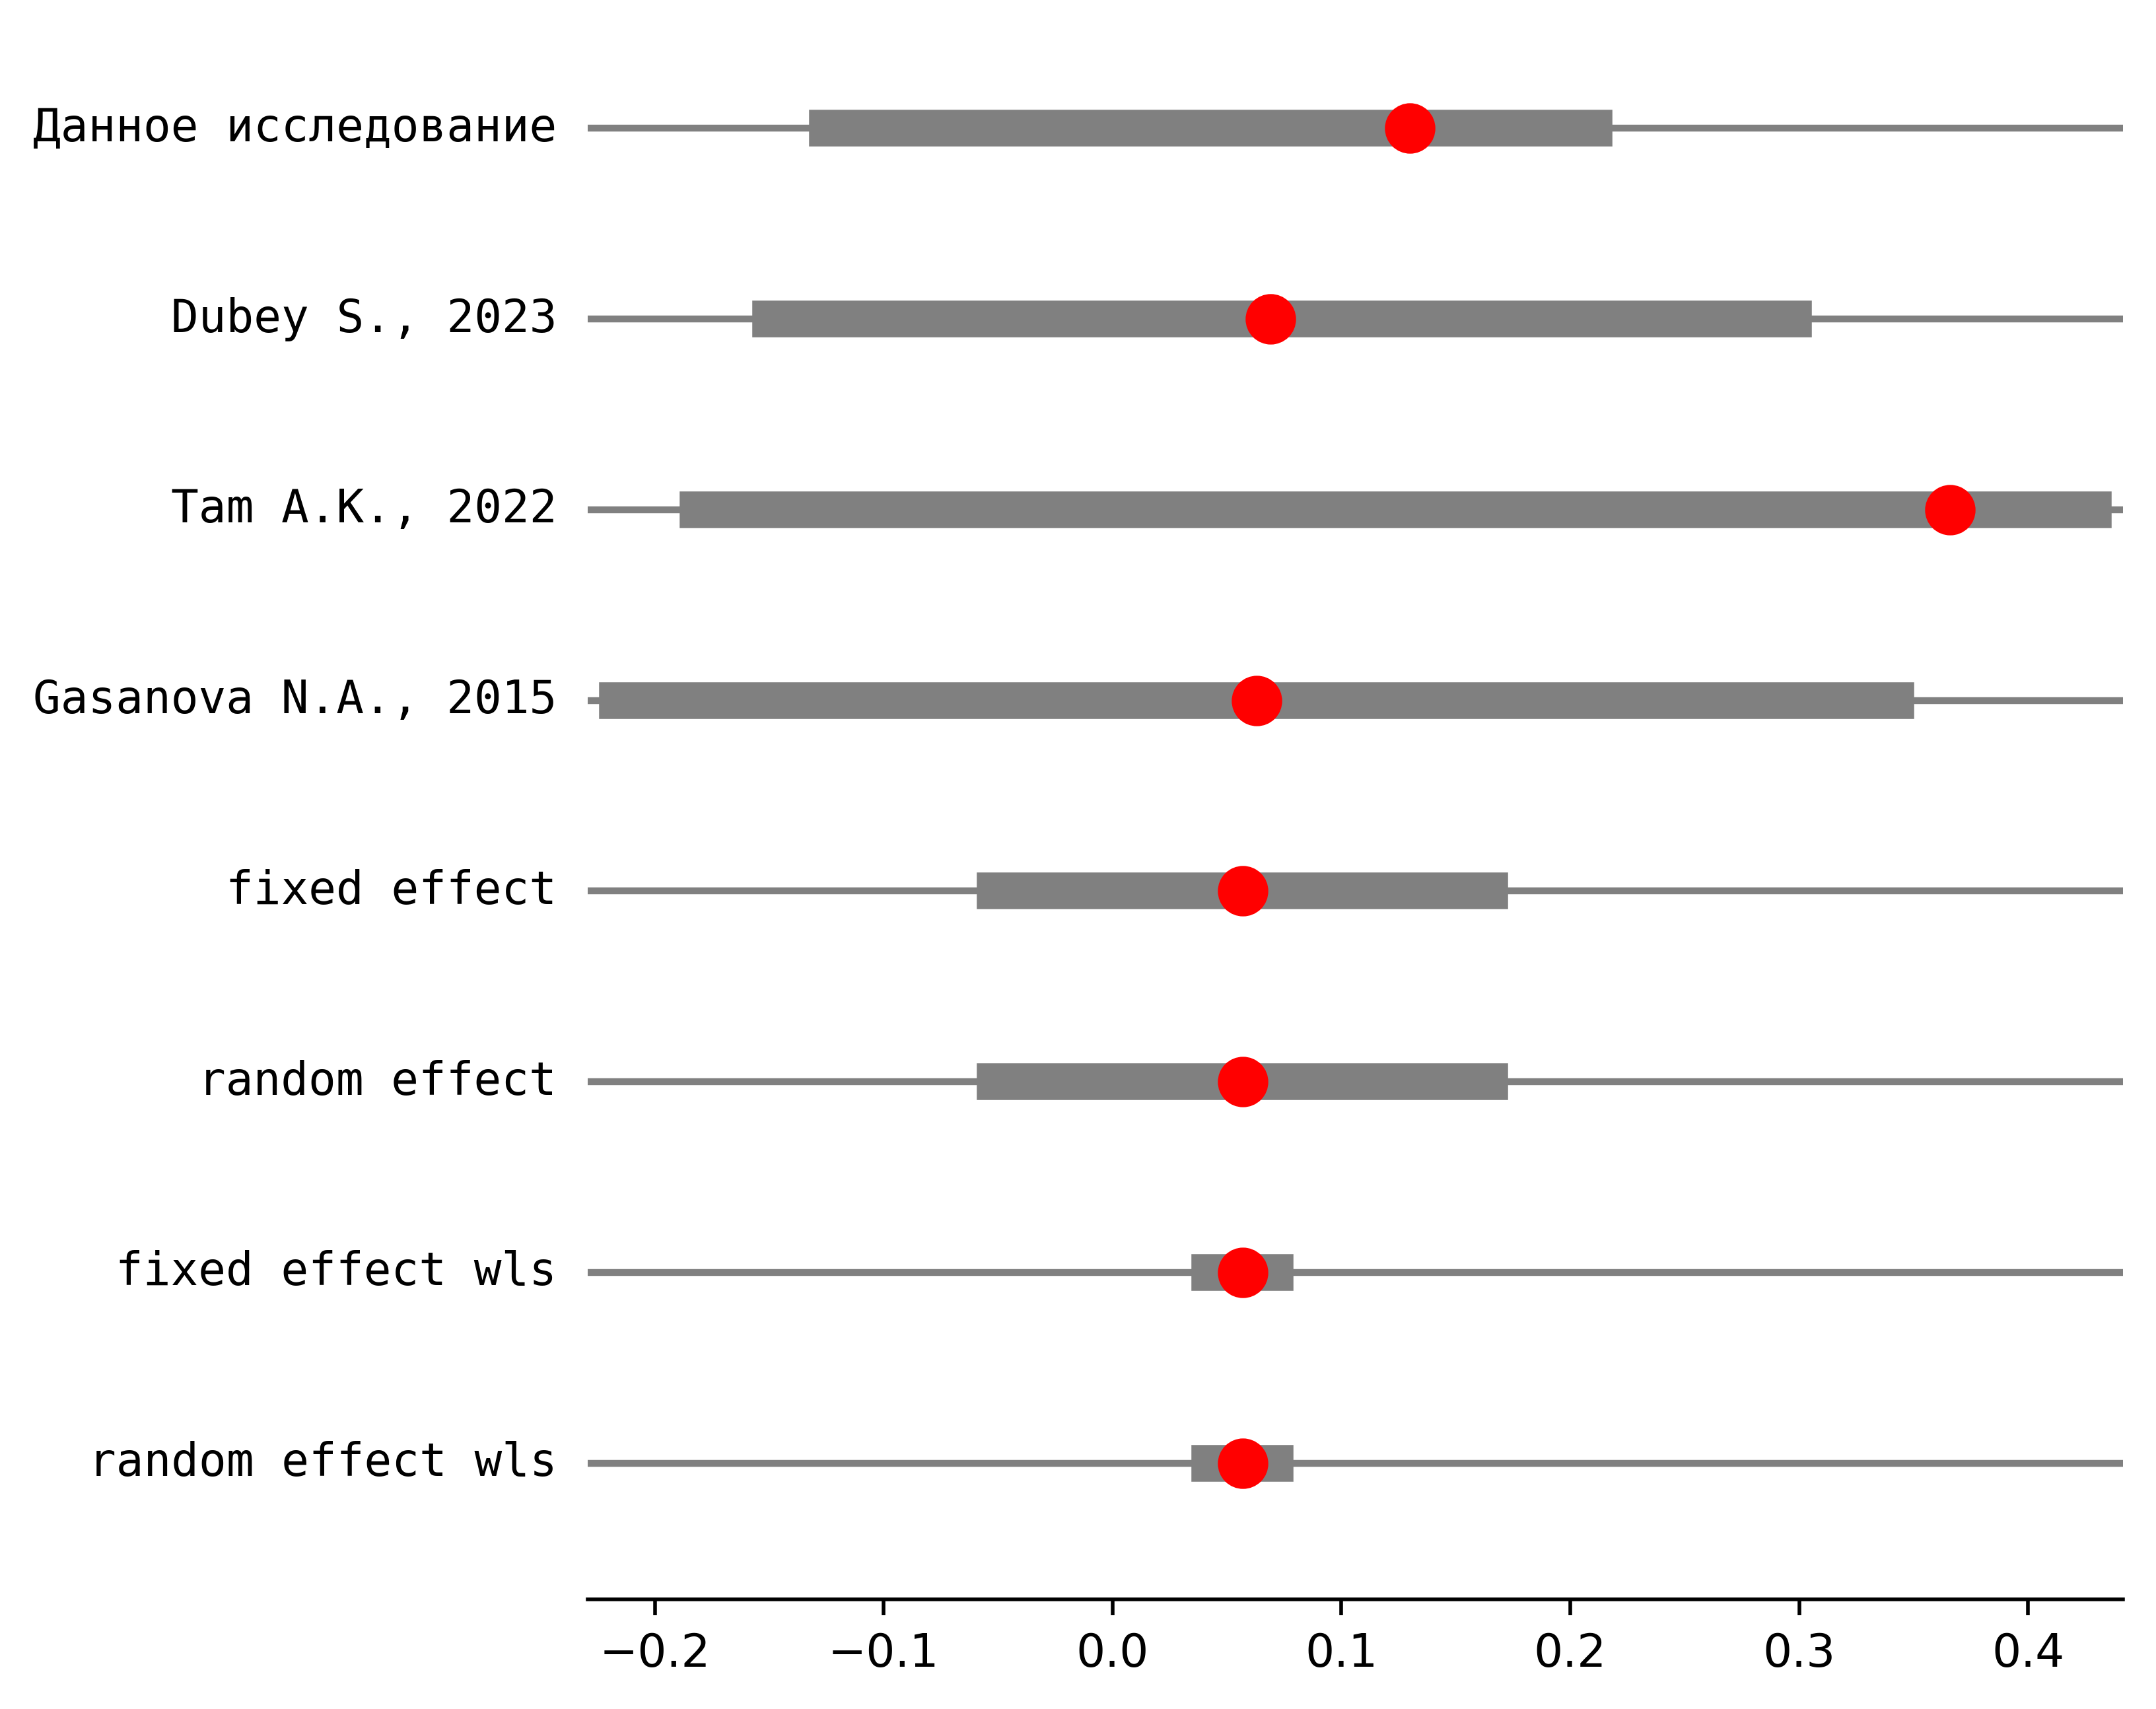 Данное исследование
Dubey S., 2023
Tam A.K., 2022
Gasanova N.A., 2015
fixed effect
random effect
fixed effect wls
random effect wls
−0.2 −0.1 0.0 0.1 0.2 0.3 0.4